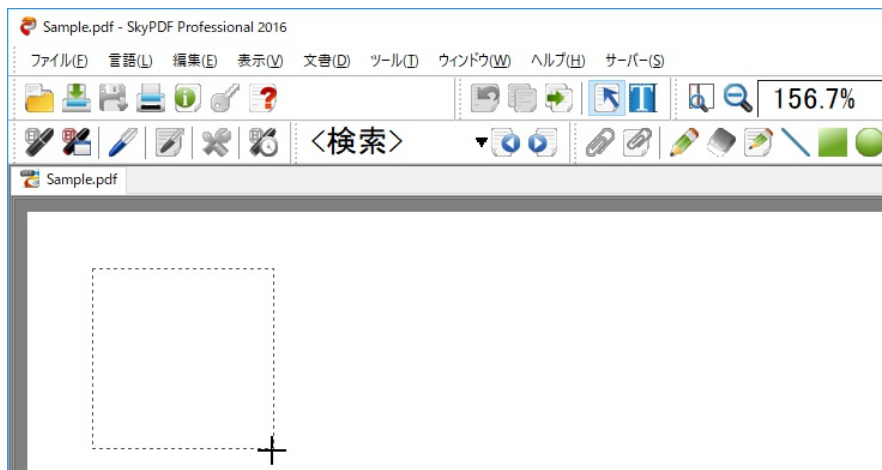 Sample.pdf - SkyPDF Professional 2016
ファイル(F) 言語(L) 編集(E) 表示(V) 文書(D) ツール(T) ウィンドウ(W) ヘルプ(H) サーバー(S)
T 156.7%
<検索>
Sample.pdf